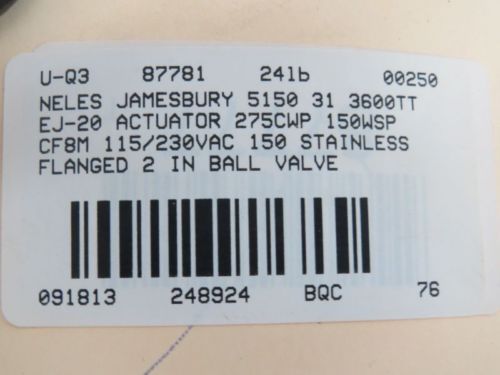 U-Q3 87781 24lb 00250
NELES JAMESBURY 5150 31 3600TT
EJ-20 ACTUATOR 275CWP 150WSP
CF8M 115/230VAC 150 STAINLESS
FLANGED 2 IN BALL VALVE
091813 248924 BQC 76